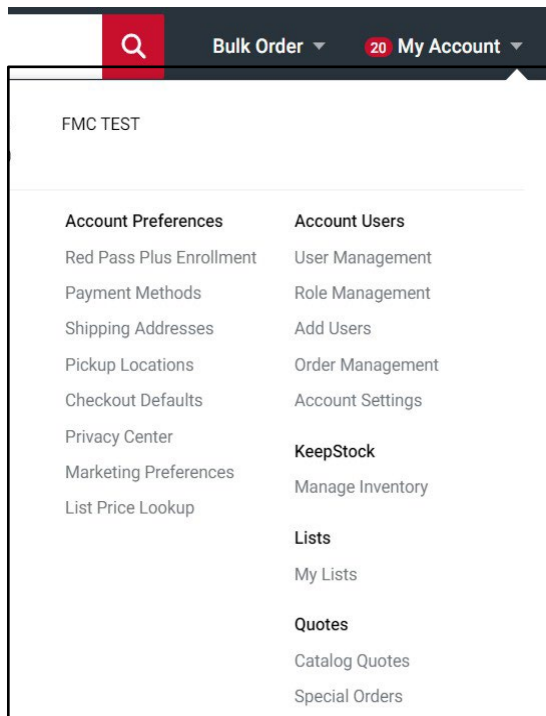 Bulk Order
20 My Account
FMC TEST
Account Preferences
Red Pass Plus Enrollment
Payment Methods
Shipping Addresses
Pickup Locations
Checkout Defaults
Privacy Center
Marketing Preferences
List Price Lookup
Account Users
User Management
Role Management
Add Users
Order Management
Account Settings
KeepStock
Manage Inventory
Lists
My Lists
Quotes
Catalog Quotes
Special Orders